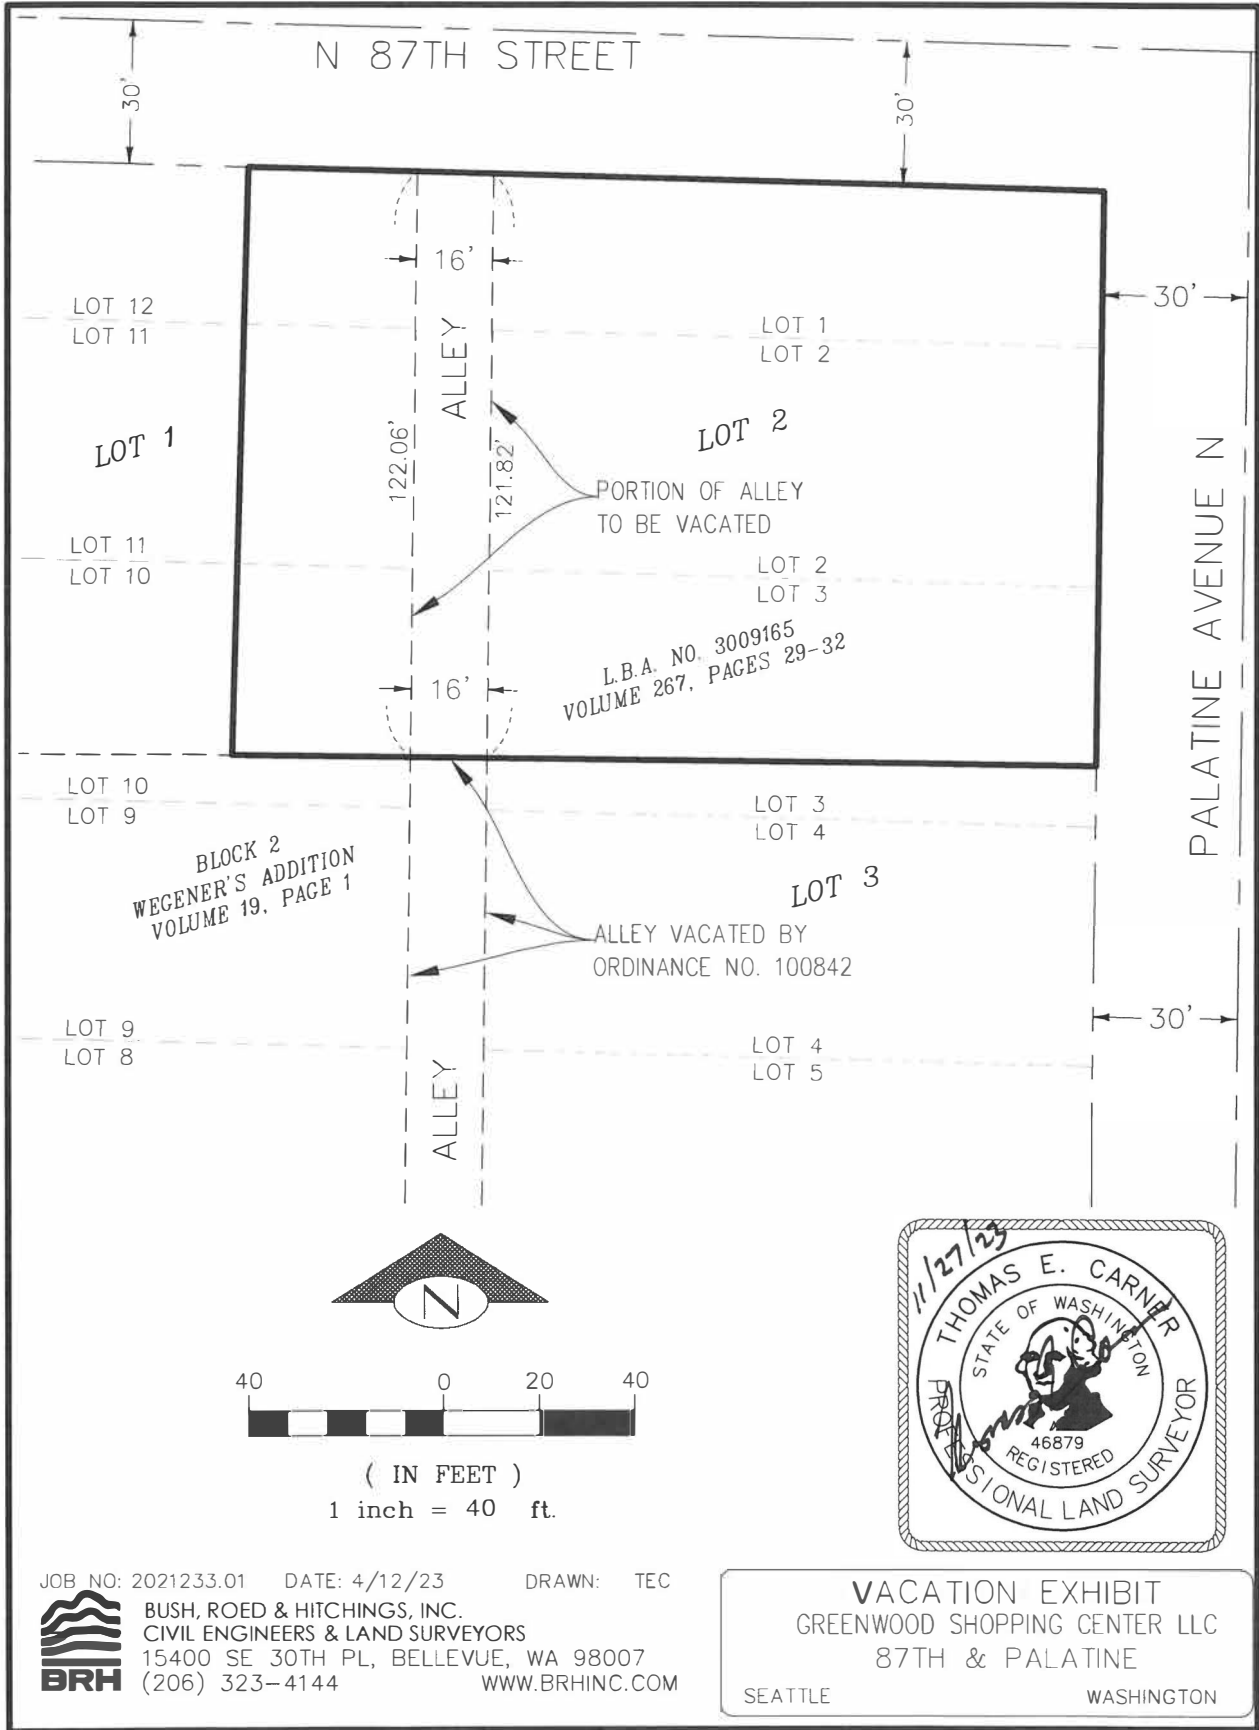 N 87TH STREET
30'
30'
16'
30'
LOT 12
LOT 11
LOT 1
LOT 2
ALLEY
LOT 1
LOT 2
122.06'
121.82'
PORTION OF ALLEY
TO BE VACATED
PALATINE AVENUE N
LOT 11
LOT 10
LOT 2
LOT 3
L.B.A. NO. 3009165
VOLUME 267, PAGES 29-32
16'
LOT 10
LOT 9
LOT 3
LOT 4
BLOCK 2
WEGENER'S ADDITION
VOLUME 19, PAGE 1
LOT 3
ALLEY VACATED BY
ORDINANCE NO. 100842
30'
LOT 9
LOT 8
LOT 4
LOT 5
ALLEY
N
40 0 20 40
( IN FEET )
1 inch = 40 ft.
11/27/23
THOMAS E. CARNER
STATE OF WASHINGTON
46879
REGISTERED
PROFESSIONAL LAND SURVEYOR
JOB NO: 2021233.01 DATE: 4/12/23 DRAWN: TEC
BRH
BUSH, ROED & HITCHINGS, INC.
CIVIL ENGINEERS & LAND SURVEYORS
15400 SE 30TH PL, BELLEVUE, WA 98007
(206) 323-4144 WWW.BRHINC.COM
VACATION EXHIBIT
GREENWOOD SHOPPING CENTER LLC
87TH & PALATINE
SEATTLE WASHINGTON